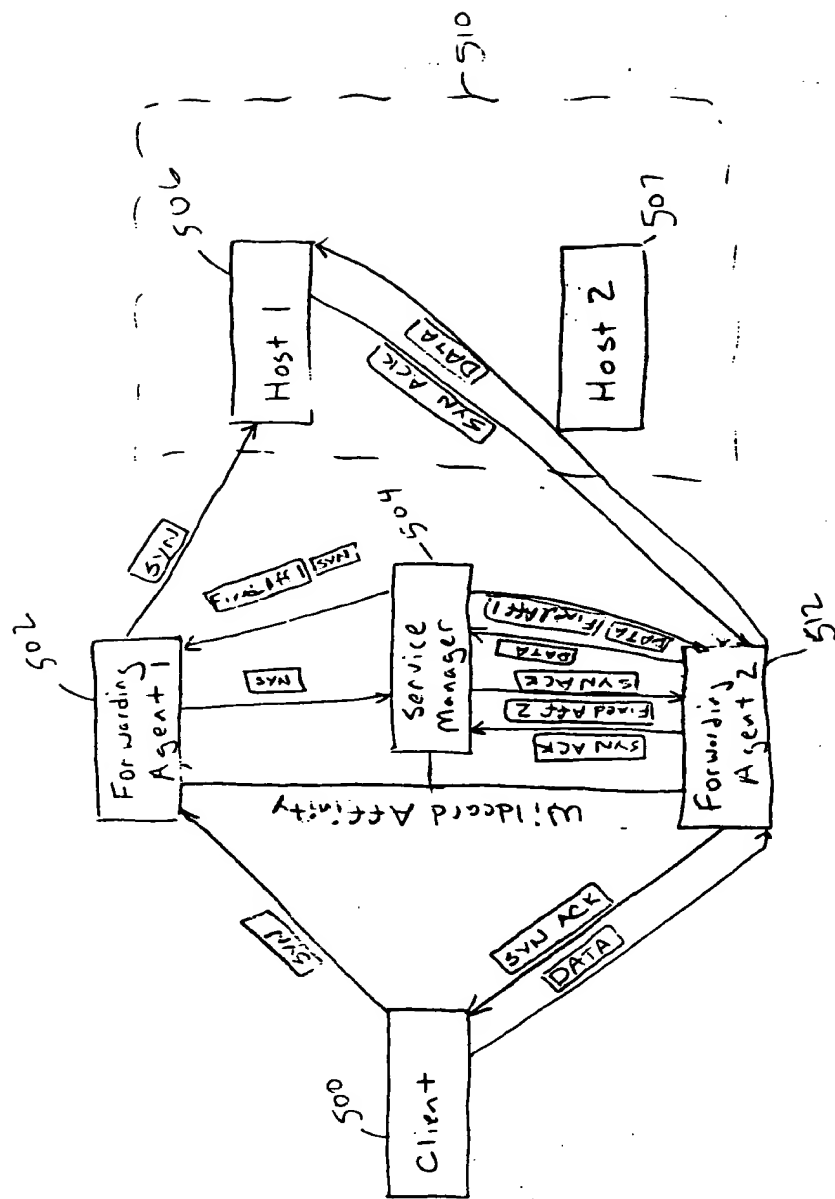 510
506
Host 1
507
Host 2
DATA
SYN ACK
SYN
504
502
Forwarding
Agent 1
SYN
Fixed Aff 1
SYN
Service
Manager
DATA
Fixed Aff 1
DATA
SYN ACK
Fixed Aff 2
SYN ACK
512
Forwarding
Agent 2
Wildcard Affinity
SYN
SYN ACK
DATA
500
Client